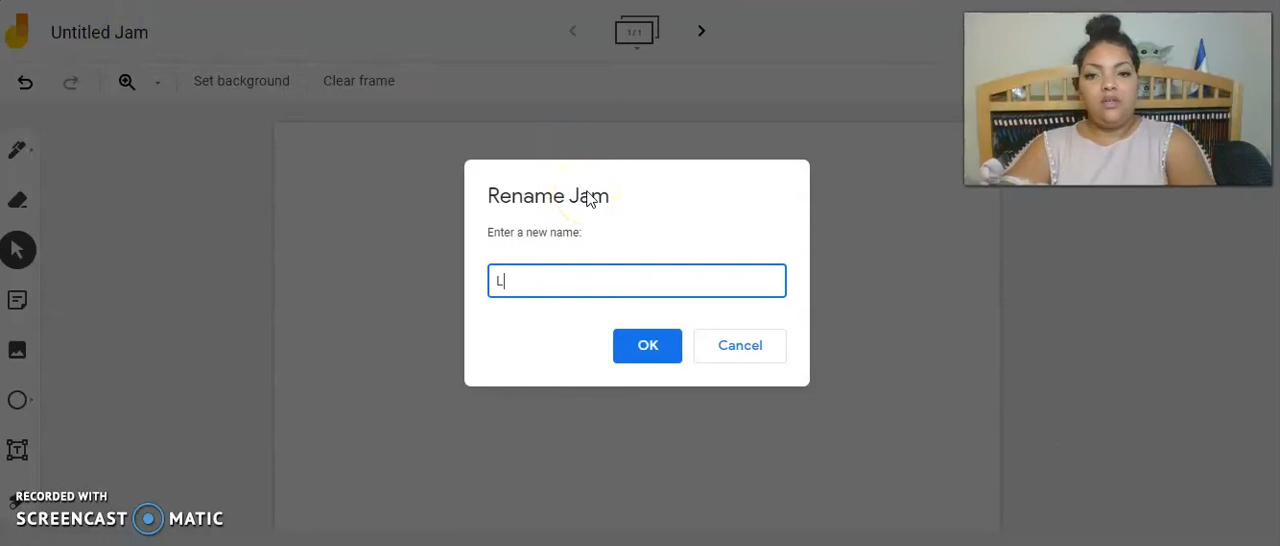 Untitled Jam
1 / 1
Set background
Clear frame
Rename Jam
Enter a new name:
L
OK
Cancel
RECORDED WITH
SCREENCAST MATIC